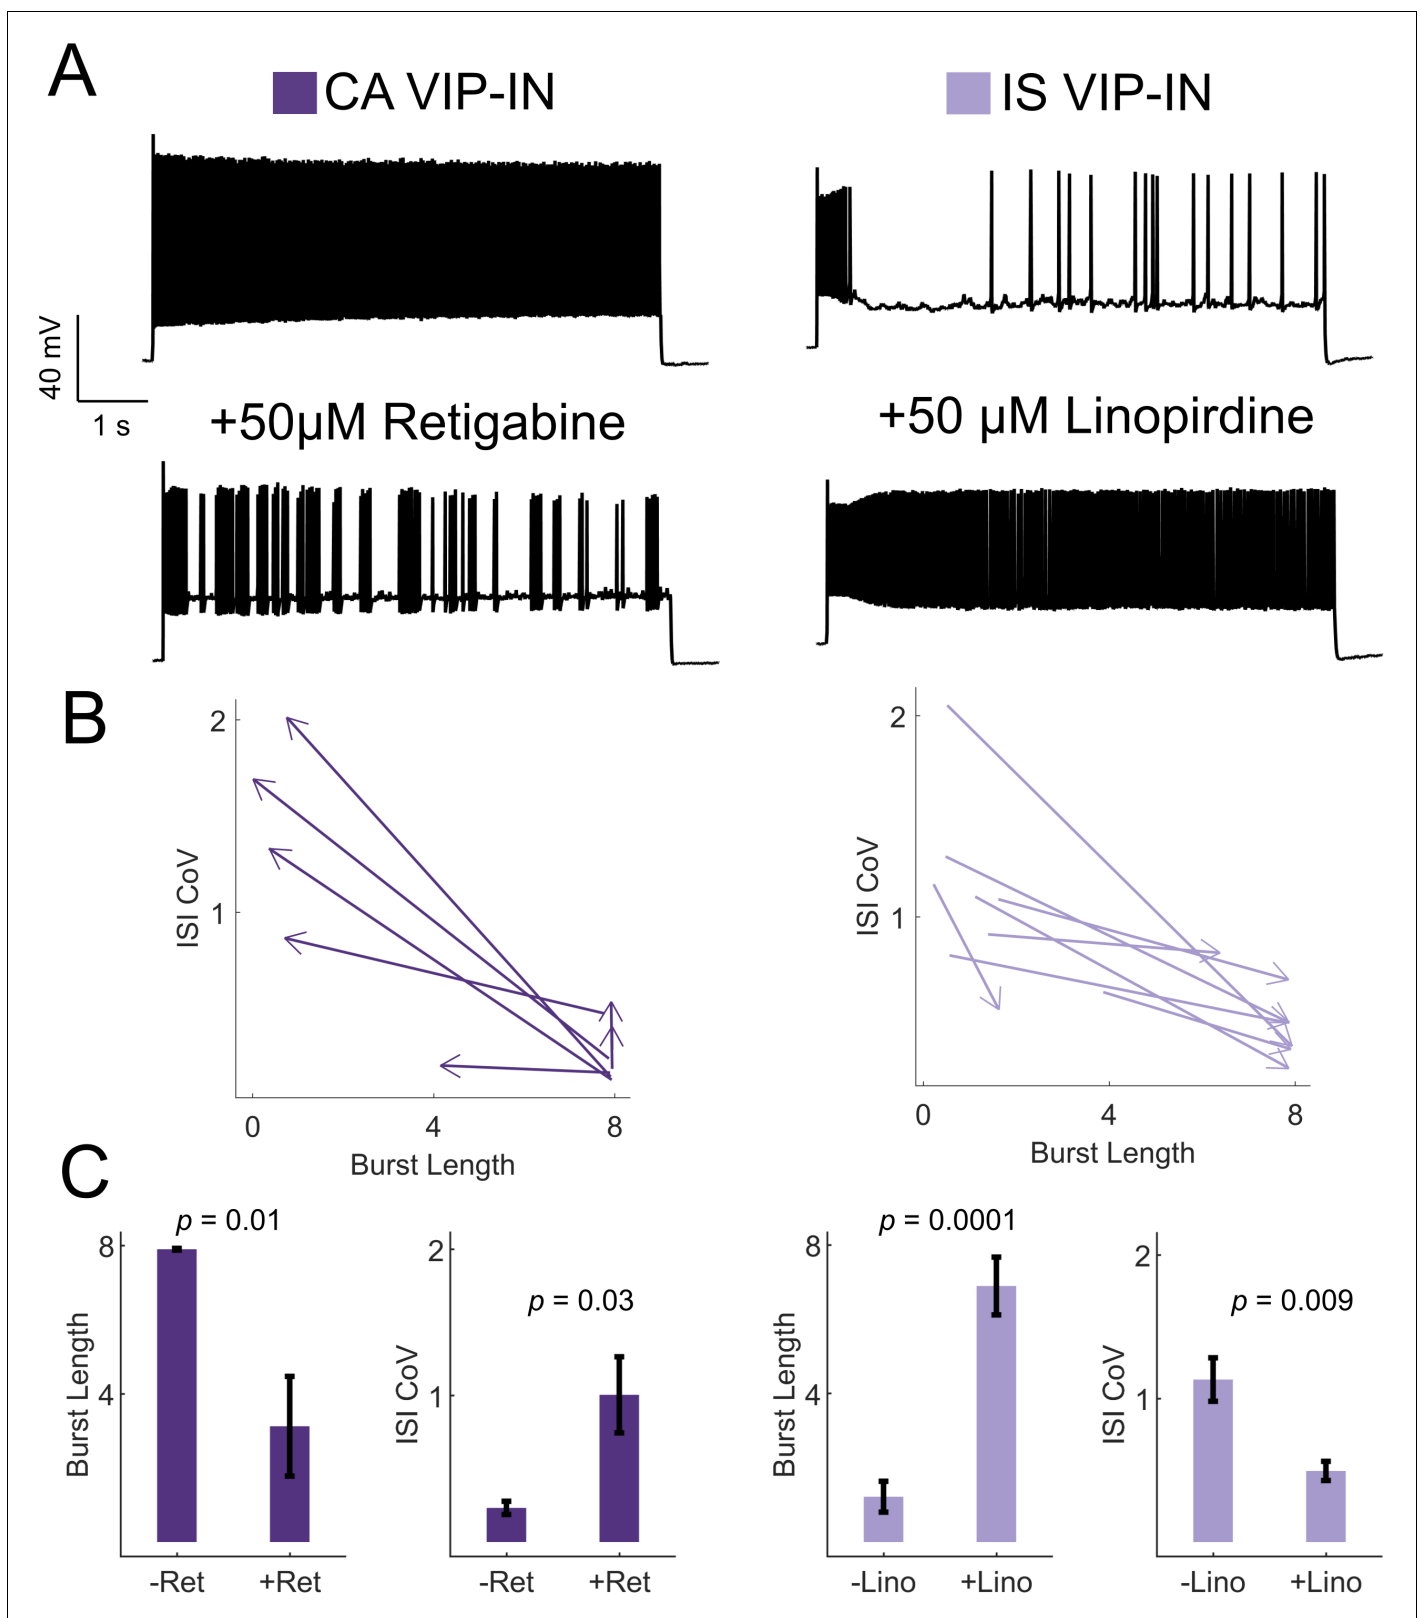 A
CA VIP-IN
IS VIP-IN
40 mV
1 s
+50µM Retigabine
+50 µM Linopirdine
B
2
1
ISI CoV
0 4 8
Burst Length
2
1
ISI CoV
0 4 8
Burst Length
C
p = 0.01
8
4
Burst Length
-Ret +Ret
p = 0.03
2
1
ISI CoV
-Ret +Ret
p = 0.0001
8
4
Burst Length
-Lino +Lino
p = 0.009
2
1
ISI CoV
-Lino +Lino